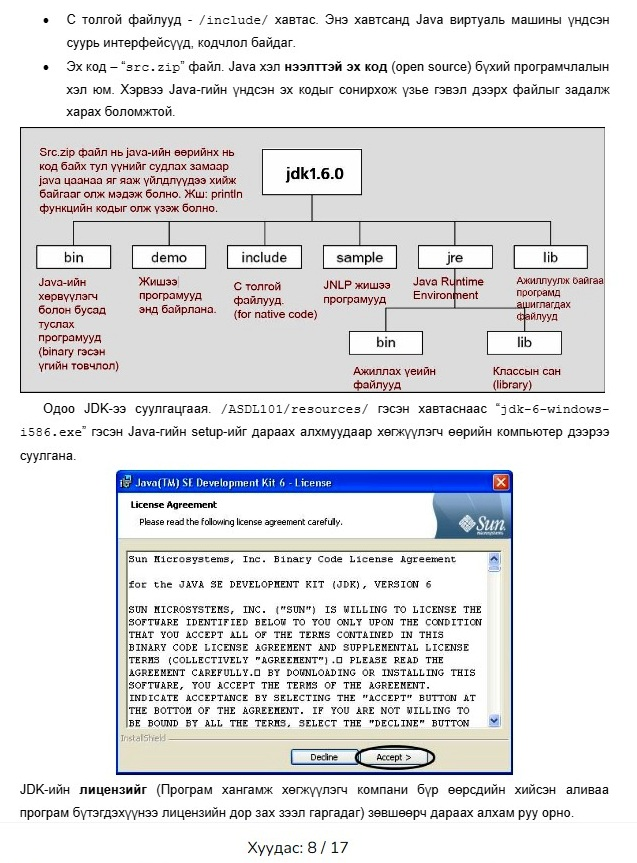 • С толгой файлууд - /include/ хавтас. Энэ хавтсанд Java виртуаль машины үндсэн
суурь интерфейсүүд, кодчлол байдаг.
• Эх код – “src.zip” файл. Java хэл нээлттэй эх код (open source) бүхий програмчлалын
хэл юм. Хэрвээ Java-гийн үндсэн эх кодыг сонирхож үзье гэвэл дээрх файлыг задалж
харах боломжтой.
Src.zip файл нь java-ийн өөрийнх нь
код байх тул үүнийг судлах замаар
java цаанаа яг яаж үйлдлүүдээ хийж
байгааг олж мэдэж болно. Жш: println
функцийн кодыг олж үзэж болно.
jdk1.6.0
bin
demo
include
sample
jre
lib
Java-ийн
хөрвүүлэгч
болон бусад
туслах
програмууд
(binary гэсэн
үгийн товчлол)
Жишээ
програмууд
энд байрлана.
С толгой
файлууд.
(for native code)
JNLP жишээ
програмууд
Java Runtime
Environment
Ажиллуулж байгаа
програмд
ашиглагдах
файлууд
bin
lib
Ажиллах үеийн
файлууд
Классын сан
(library)
Одоо JDK-ээ суулгацгаая. /ASDL101/resources/ гэсэн хавтаснаас “jdk-6-windows-
i586.exe” гэсэн Java-гийн setup-ийг дараах алхмуудаар хөгжүүлэгч өөрийн компьютер дээрээ
суулгана.
Java(TM) SE Development Kit 6 - License
License Agreement
Please read the following license agreement carefully.
Sun
microsystems
Sun Microsystems, Inc. Binary Code License Agreement
for the JAVA SE DEVELOPMENT KIT (JDK), VERSION 6
SUN MICROSYSTEMS, INC. ("SUN") IS WILLING TO LICENSE THE
SOFTWARE IDENTIFIED BELOW TO YOU ONLY UPON THE CONDITION
THAT YOU ACCEPT ALL OF THE TERMS CONTAINED IN THIS
BINARY CODE LICENSE AGREEMENT AND SUPPLEMENTAL LICENSE
TERMS (COLLECTIVELY "AGREEMENT").□ PLEASE READ THE
AGREEMENT CAREFULLY.□ BY DOWNLOADING OR INSTALLING THIS
SOFTWARE, YOU ACCEPT THE TERMS OF THE AGREEMENT.
INDICATE ACCEPTANCE BY SELECTING THE "ACCEPT" BUTTON AT
THE BOTTOM OF THE AGREEMENT. IF YOU ARE NOT WILLING TO
BE BOUND BY ALL THE TERMS, SELECT THE "DECLINE" BUTTON
InstallShield
Decline
Accept >
JDK-ийн лицензийг (Програм хангамж хөгжүүлэгч компани бүр өөрсдийн хийсэн аливаа
програм бүтэгдэхүүнээ лицензийн дор зах зээл гаргадаг) зөвшөөрч дараах алхам руу орно.
Хуудас: 8 / 17